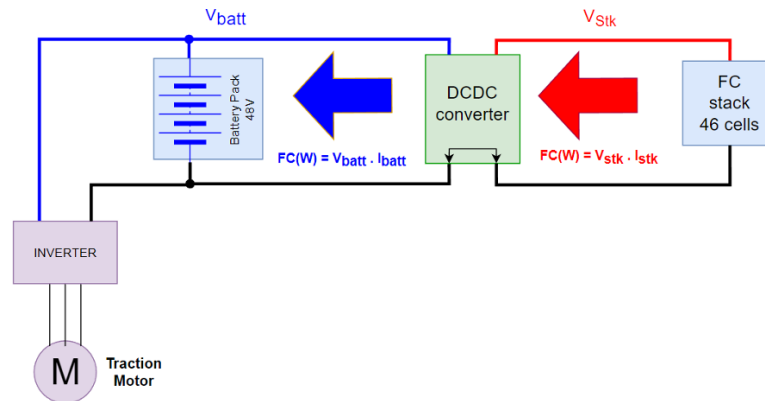 Vbatt
VStk
Battery Pack
48V
DCDC
converter
FC
stack
46 cells
FC(W) = Vbatt . Ibatt
FC(W) = Vstk . Istk
INVERTER
M
Traction
Motor